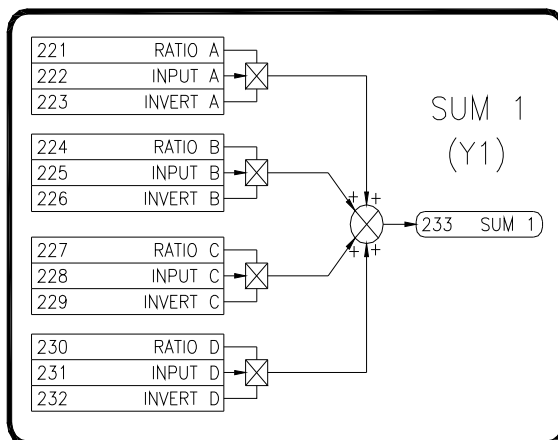 221 RATIO A
222 INPUT A
223 INVERT A
224 RATIO B
225 INPUT B
226 INVERT B
227 RATIO C
228 INPUT C
229 INVERT C
230 RATIO D
231 INPUT D
232 INVERT D
SUM 1
(Y1)
+ +
+ +
233 SUM 1